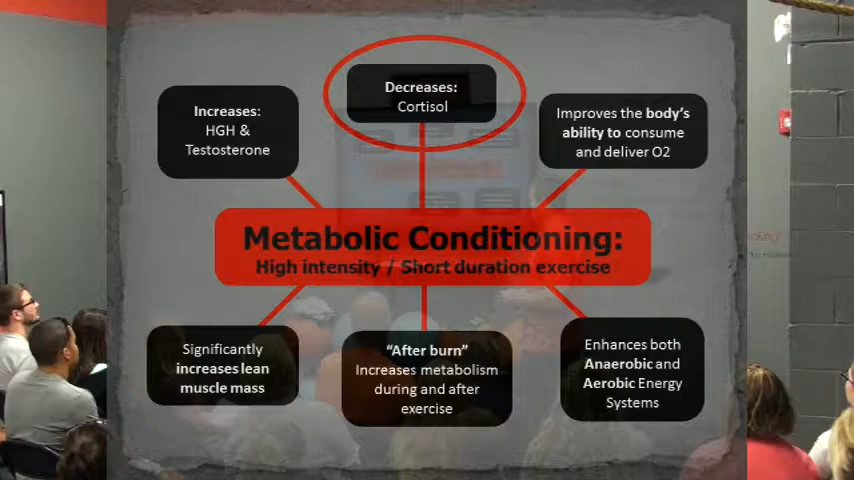 Decreases:
Cortisol
Increases:
HGH &
Testosterone
Improves the body's
ability to consume
and deliver O2
Metabolic Conditioning:
High intensity / Short duration exercise
Significantly
increases lean
muscle mass
“After burn”
Increases metabolism
during and after
exercise
Enhances both
Anaerobic and
Aerobic Energy
Systems